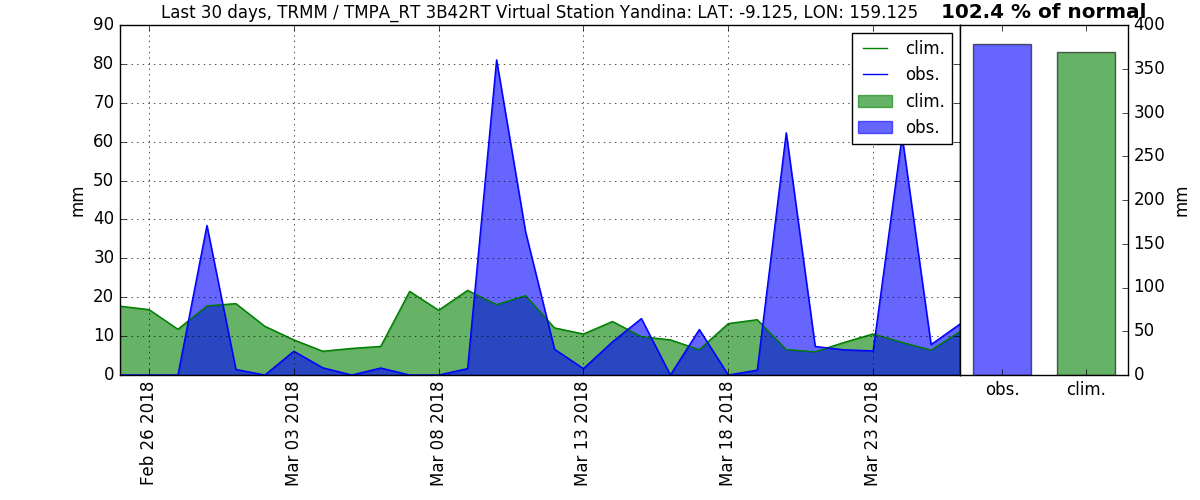 Last 30 days, TRMM / TMPA_RT 3B42RT Virtual Station Yandina: LAT: -9.125, LON: 159.125
102.4 % of normal
90
80
70
60
50
40
30
20
10
0
mm
clim.
obs.
clim.
obs.
Feb 26 2018
Mar 03 2018
Mar 08 2018
Mar 13 2018
Mar 18 2018
Mar 23 2018
400
350
300
250
200
150
100
50
0
mm
obs.
clim.